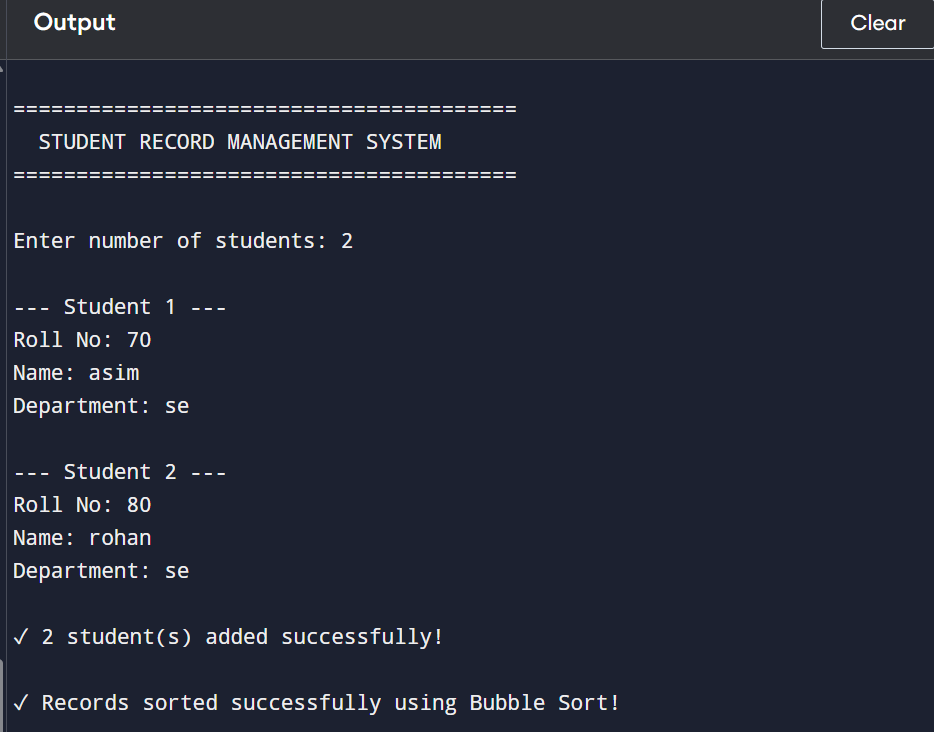 Output
Clear
========================================
STUDENT RECORD MANAGEMENT SYSTEM
========================================
Enter number of students: 2
--- Student 1 ---
Roll No: 70
Name: asim
Department: se
--- Student 2 ---
Roll No: 80
Name: rohan
Department: se
✓ 2 student(s) added successfully!
✓ Records sorted successfully using Bubble Sort!